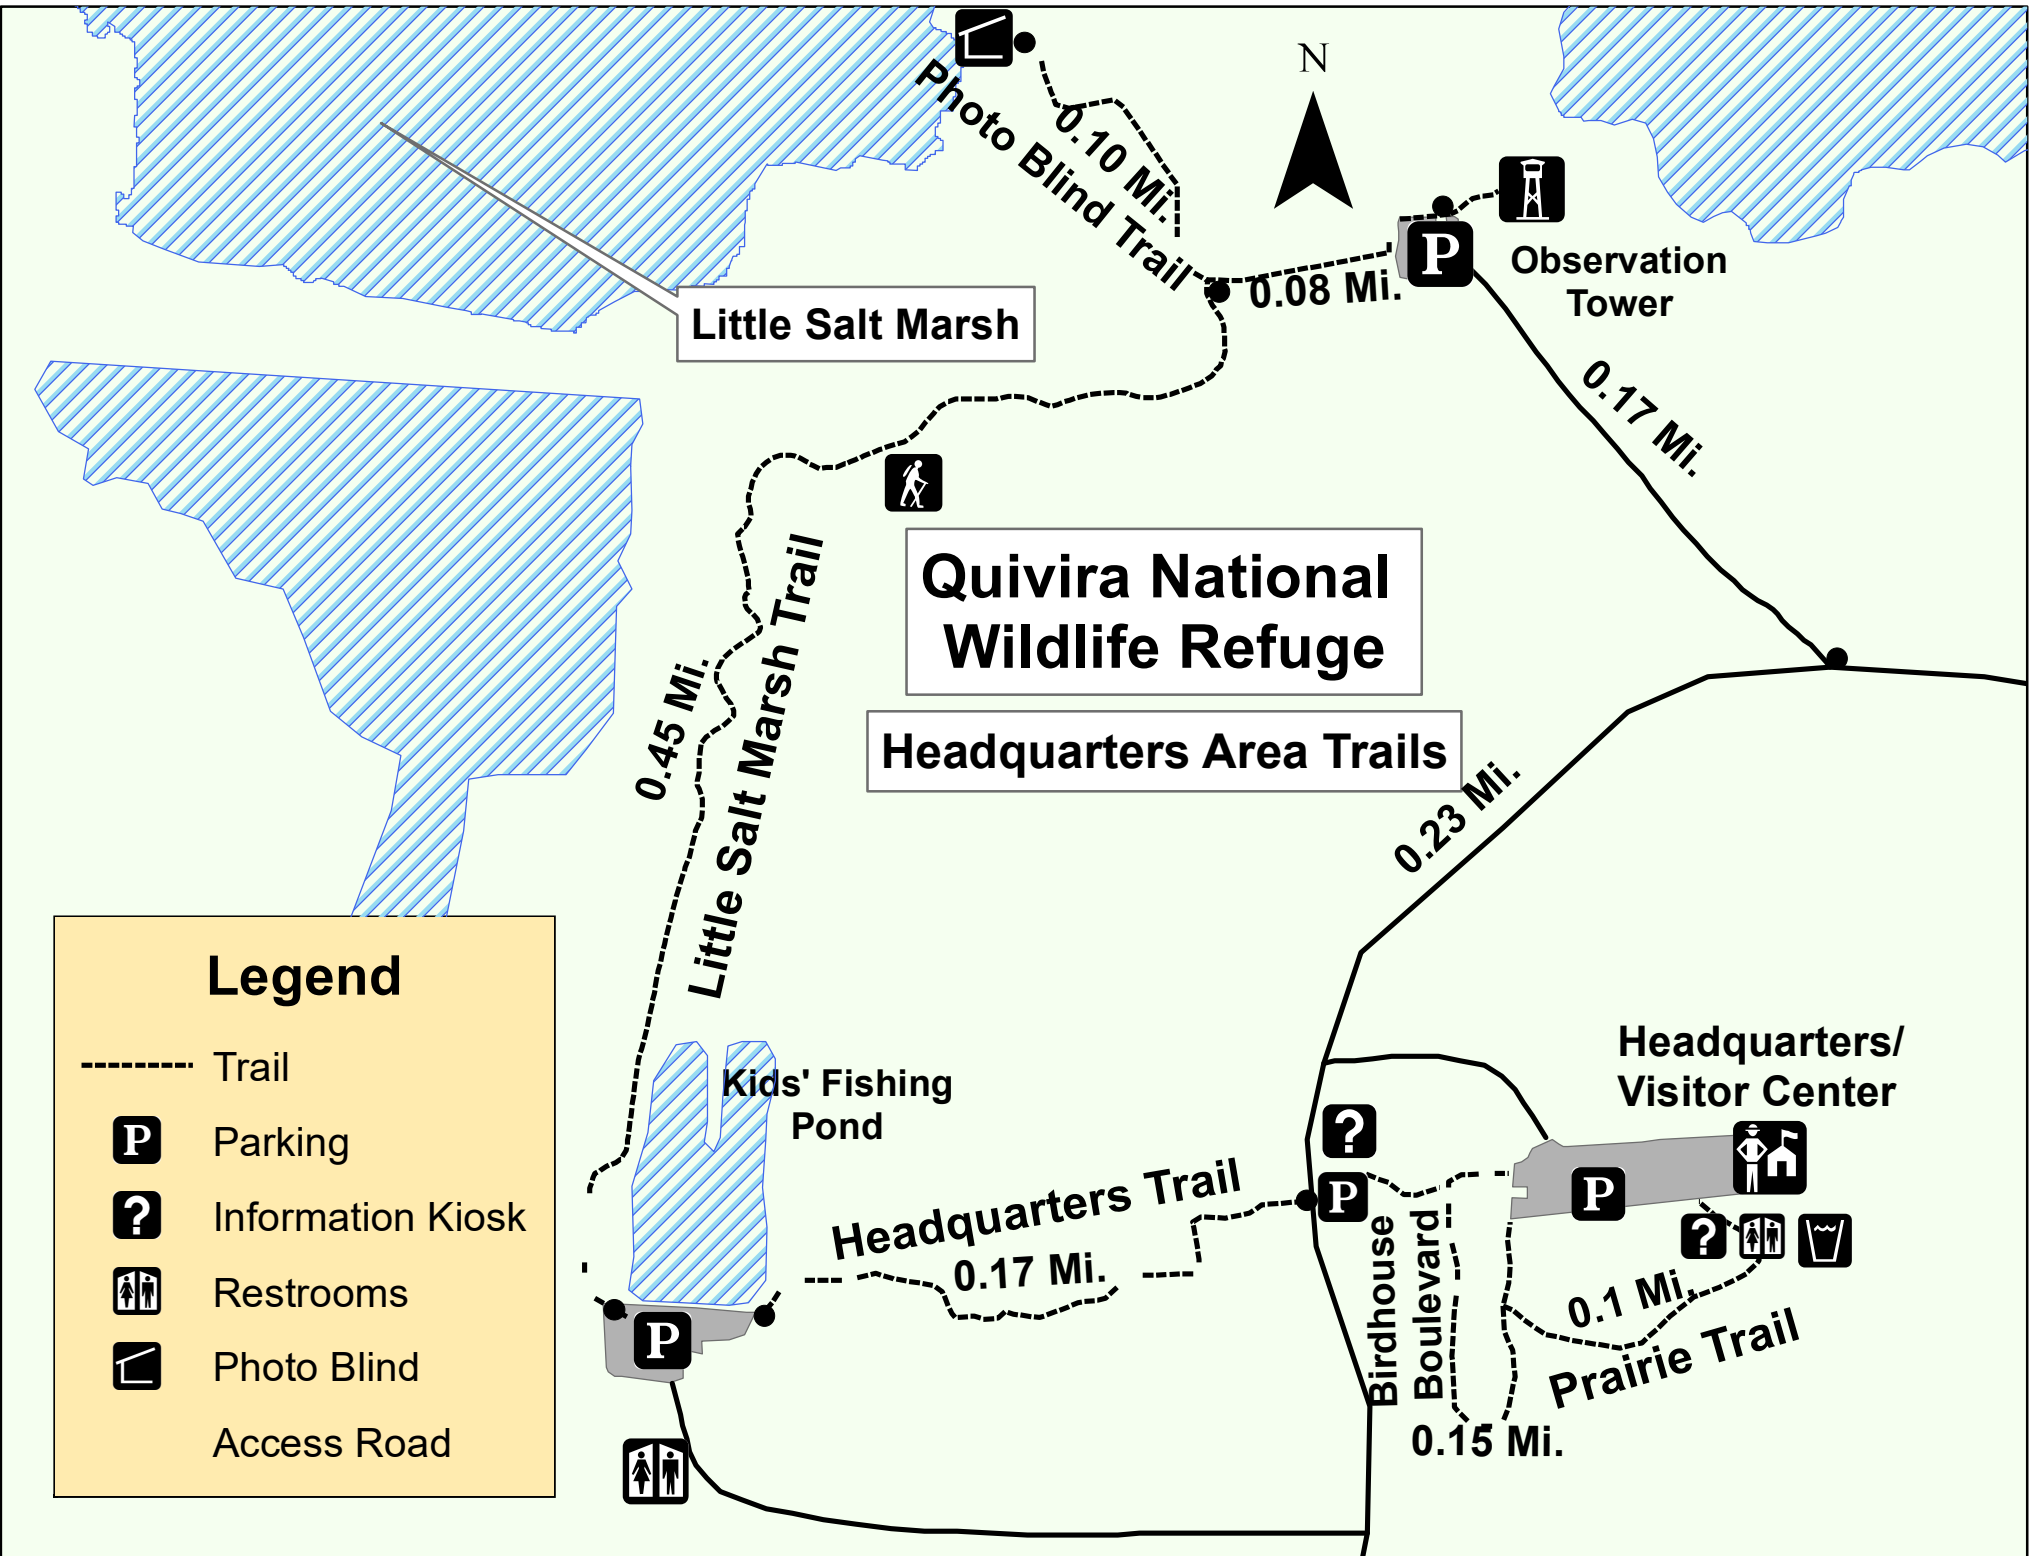 N
Photo Blind Trail
0.10 Mi.
P
Observation
Tower
0.08 Mi.
Little Salt Marsh
0.17 Mi.
Quivira National
Wildlife Refuge
Headquarters Area Trails
Little Salt Marsh Trail
0.45 Mi.
0.23 Mi.
Legend
Trail
P Parking
? Information Kiosk
Restrooms
Photo Blind
Access Road
Kids' Fishing
Pond
Headquarters/
Visitor Center
?
P
P
Headquarters Trail
0.17 Mi.
Birdhouse
Boulevard
?
0.1 Mi.
Prairie Trail
P
0.15 Mi.